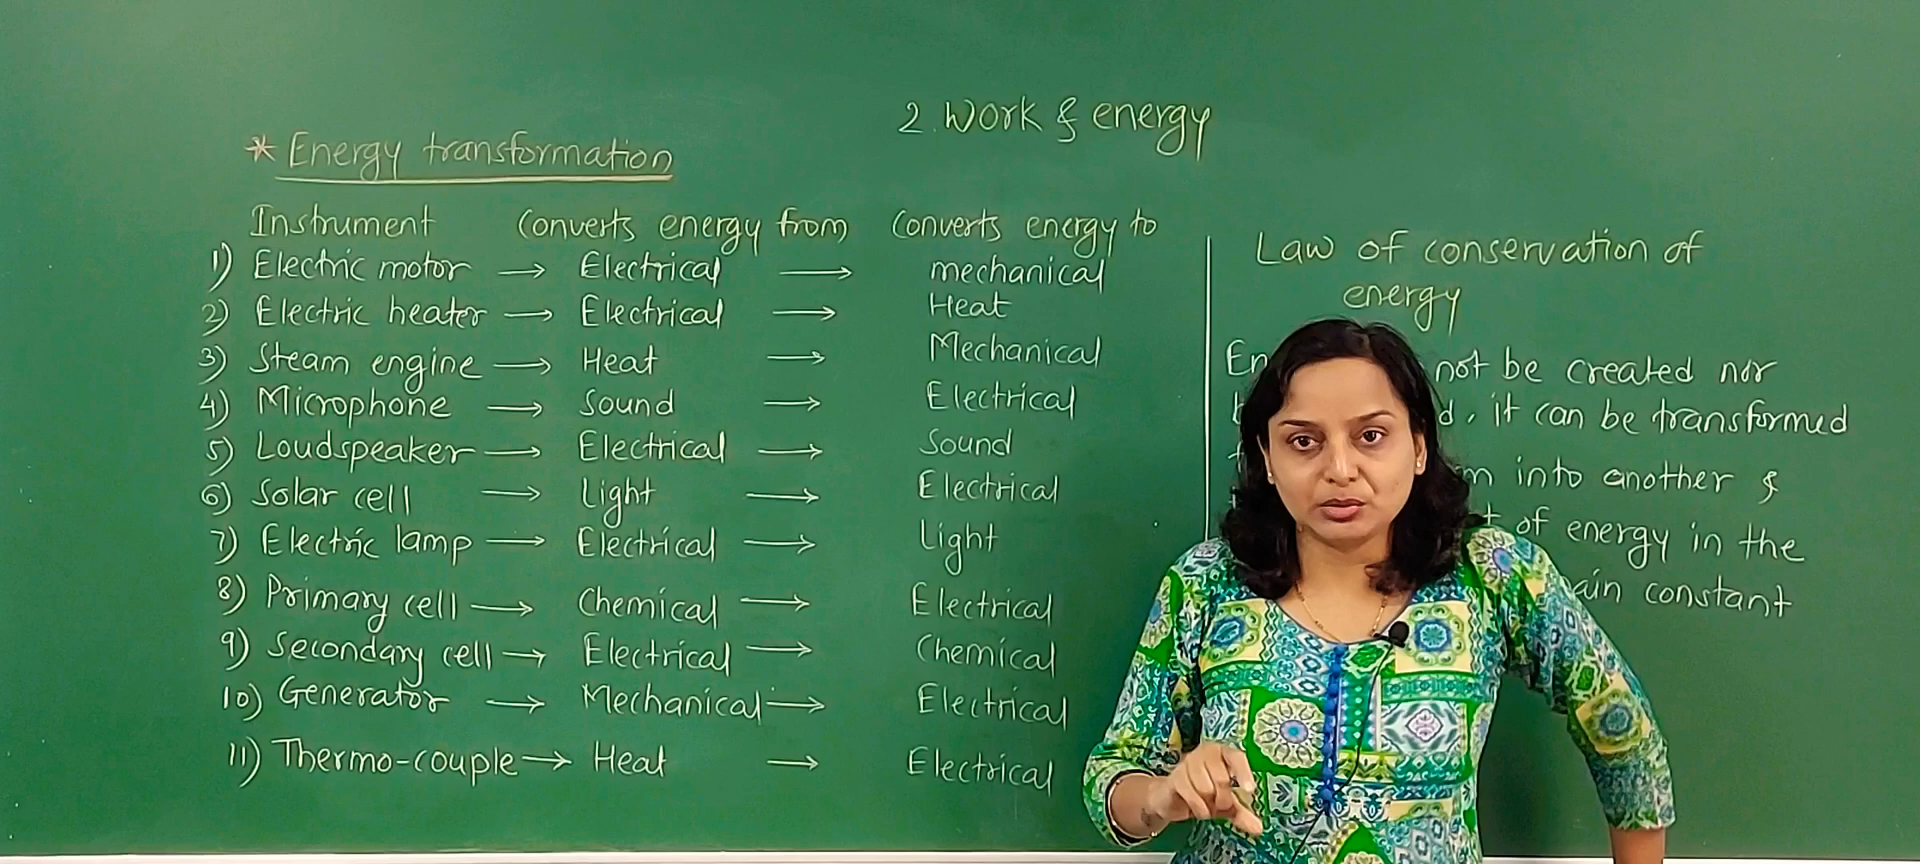 2. Work & energy
* Energy transformation
Instrument Converts energy from Converts energy to
1) Electric motor → Electrical → mechanical
2) Electric heater → Electrical → Heat
3) Steam engine → Heat → Mechanical
4) Microphone → Sound → Electrical
5) Loudspeaker → Electrical → Sound
6) Solar cell → Light → Electrical
7) Electric lamp → Electrical → Light
8) Primary cell → Chemical → Electrical
9) Secondary cell → Electrical → Chemical
10) Generator → Mechanical → Electrical
11) Thermo-couple → Heat → Electrical
Law of conservation of
energy
not be created nor
, it can be transformed
into another &
of energy in the
constant